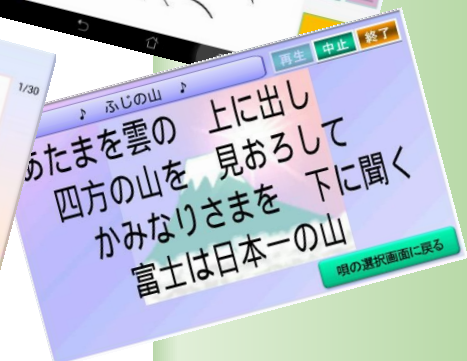 1/30
再生 中止 終了
♪ ふじの山 ♪
あたまを雲の 上に出し
四方の山を 見おろして
かみなりさまを 下に聞く
富士は日本一の山
唄の選択画面に戻る